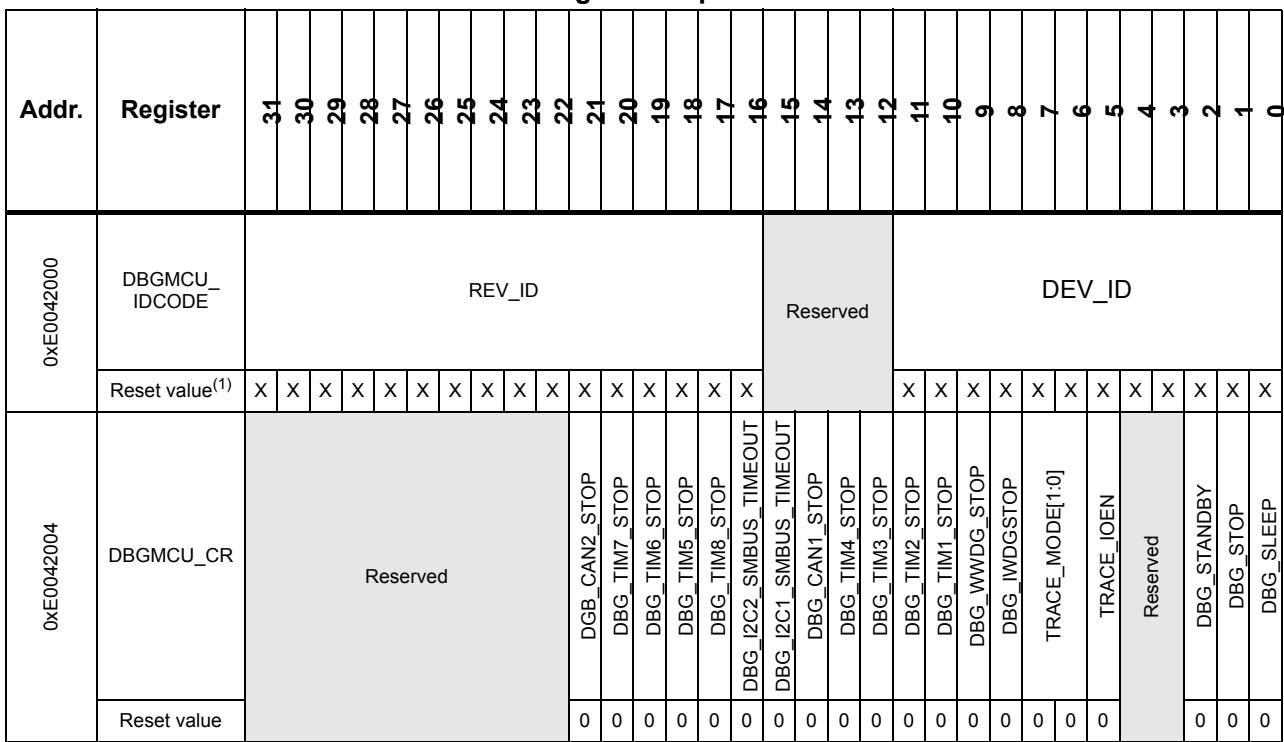 Addr. Register 31 30 29 28 27 26 25 24 23 22 21 20 19 18 17 16 15 14 13 12 11 10 9 8 7 6 5 4 3 2 1 0
0xE0042000
DBGMCU_
IDCODE
REV_ID
Reserved
DEV_ID
Reset value(1) X X X X X X X X X X X X X X X X X X X X X X X X X X X X
0xE0042004
DBGMCU_CR
Reserved
DGB_CAN2_STOP
DBG_TIM7_STOP
DBG_TIM6_STOP
DBG_TIM5_STOP
DBG_TIM8_STOP
DBG_I2C2_SMBUS_TIMEOUT
DBG_I2C1_SMBUS_TIMEOUT
DBG_CAN1_STOP
DBG_TIM4_STOP
DBG_TIM3_STOP
DBG_TIM2_STOP
DBG_TIM1_STOP
DBG_WWDG_STOP
DBG_IWDGSTOP
TRACE_MODE[1:0]
TRACE_IOEN
Reserved
DBG_STANDBY
DBG_STOP
DBG_SLEEP
Reset value 0 0 0 0 0 0 0 0 0 0 0 0 0 0 0 0 0 0 0 0